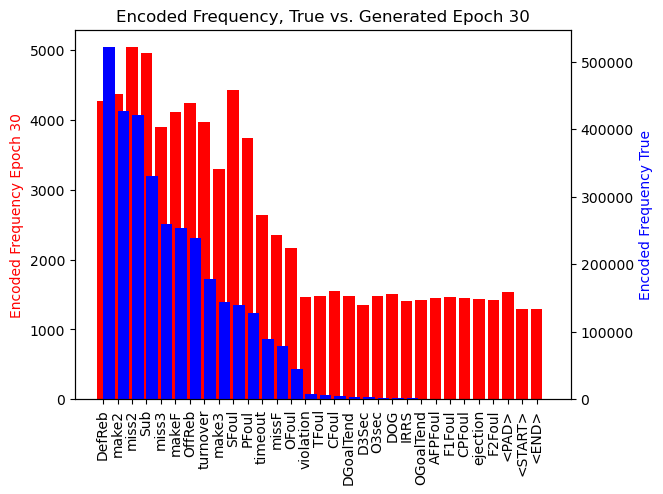 Encoded Frequency, True vs. Generated Epoch 30
5000
4000
3000
2000
1000
0
Encoded Frequency Epoch 30
500000
400000
300000
200000
100000
0
Encoded Frequency True
DefReb
make2
miss2
Sub
miss3
makeF
OffReb
turnover
make3
SFoul
PFoul
timeout
missF
OFoul
violation
TFoul
CFoul
DGoalTend
D3Sec
O3sec
DOG
IRRS
OGoalTend
AFPFoul
F1Foul
CPFoul
ejection
F2Foul
<PAD>
<START>
<END>